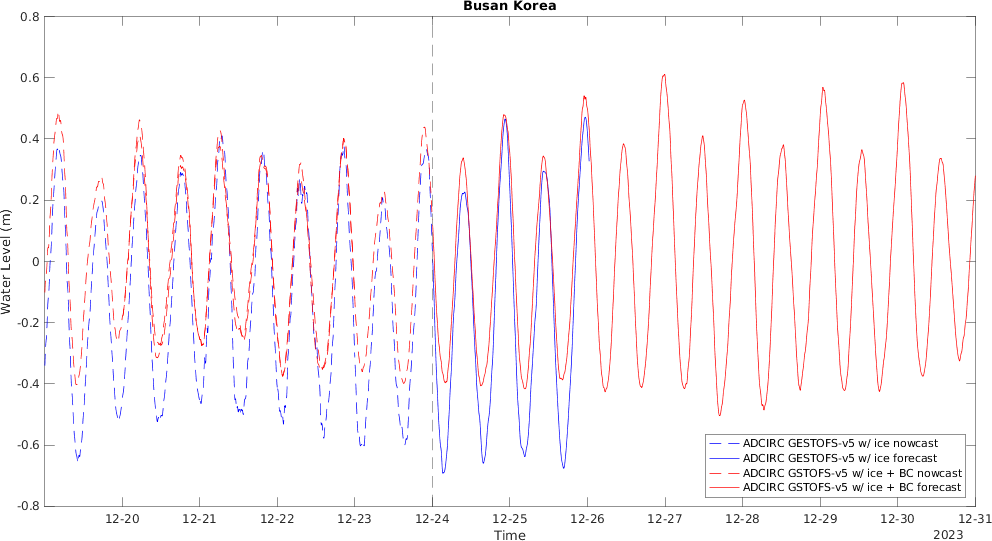 Busan Korea
0.8
0.6
0.4
0.2
0
-0.2
-0.4
-0.6
-0.8
Water Level (m)
ADCIRC GESTOFS-v5 w/ ice nowcast
ADCIRC GESTOFS-v5 w/ ice forecast
ADCIRC GSTOFS-v5 w/ ice + BC nowcast
ADCIRC GSTOFS-v5 w/ ice + BC forecast
12-20 12-21 12-22 12-23 12-24 12-25 12-26 12-27 12-28 12-29 12-30 12-31
Time
2023